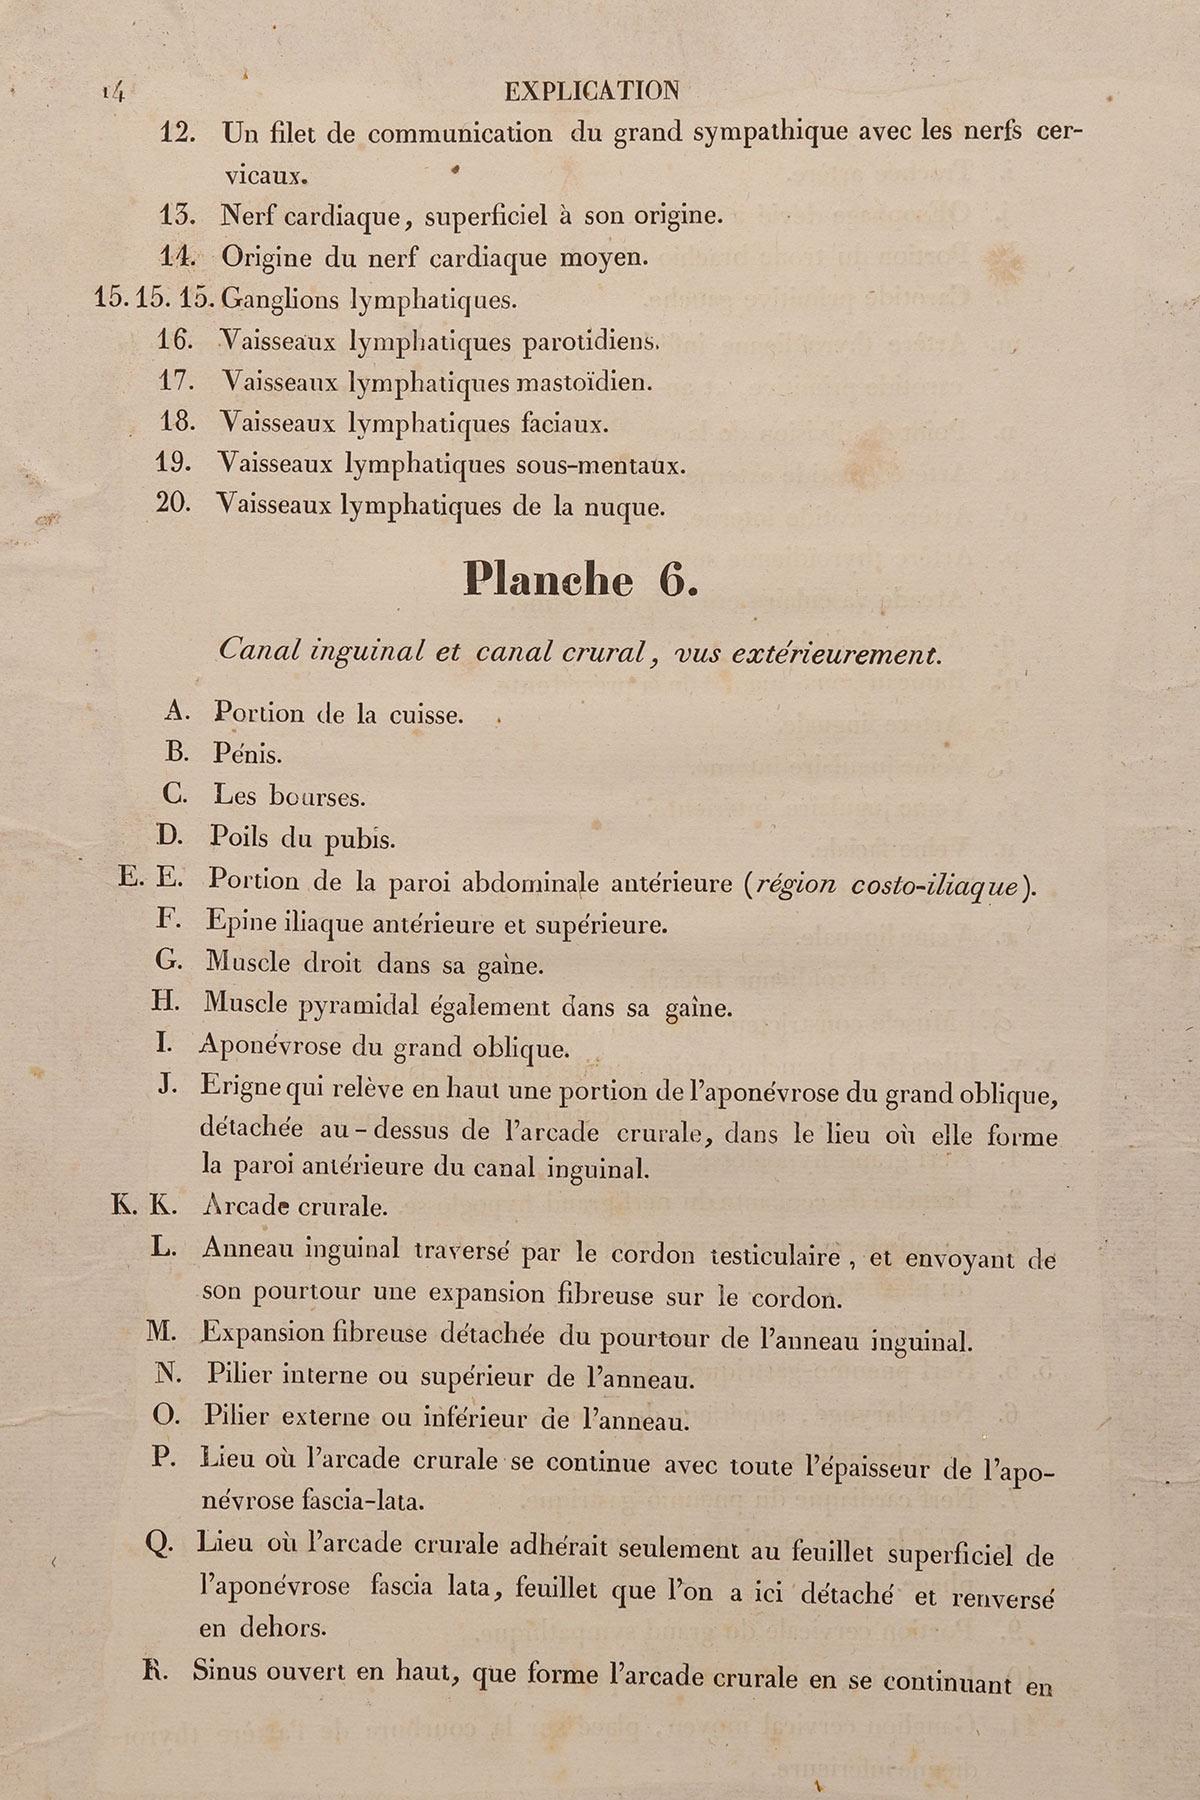 14 EXPLICATION
12. Un filet de communication du grand sympathique avec les nerfs cer-
vicaux.
13. Nerf cardiaque, superficiel à son origine.
14. Origine du nerf cardiaque moyen.
15. 15. 15. Ganglions lymphatiques.
16. Vaisseaux lymphatiques parotidiens.
17. Vaisseaux lymphatiques mastoïdien.
18. Vaisseaux lymphatiques faciaux.
19. Vaisseaux lymphatiques sous-mentaux.
20. Vaisseaux lymphatiques de la nuque.
Planche 6.
Canal inguinal et canal crural, vus extérieurement.
A. Portion de la cuisse.
B. Pénis.
C. Les bourses.
D. Poils du pubis.
E. E. Portion de la paroi abdominale antérieure (région costo-iliaque).
F. Epine iliaque antérieure et supérieure.
G. Muscle droit dans sa gaîne.
H. Muscle pyramidal également dans sa gaîne.
I. Aponévrose du grand oblique.
J. Erigne qui relève en haut une portion de l'aponévrose du grand oblique,
détachée au-dessus de l'arcade crurale, dans le lieu où elle forme
la paroi antérieure du canal inguinal.
K. K. Arcade crurale.
L. Anneau inguinal traversé par le cordon testiculaire, et envoyant de
son pourtour une expansion fibreuse sur le cordon.
M. Expansion fibreuse détachée du pourtour de l'anneau inguinal.
N. Pilier interne ou supérieur de l'anneau.
O. Pilier externe ou inférieur de l'anneau.
P. Lieu où l'arcade crurale se continue avec toute l'épaisseur de l'apo-
névrose fascia-lata.
Q. Lieu où l'arcade crurale adhérait seulement au feuillet superficiel de
l'aponévrose fascia lata, feuillet que l'on a ici détaché et renversé
en dehors.
R. Sinus ouvert en haut, que forme l'arcade crurale en se continuant en